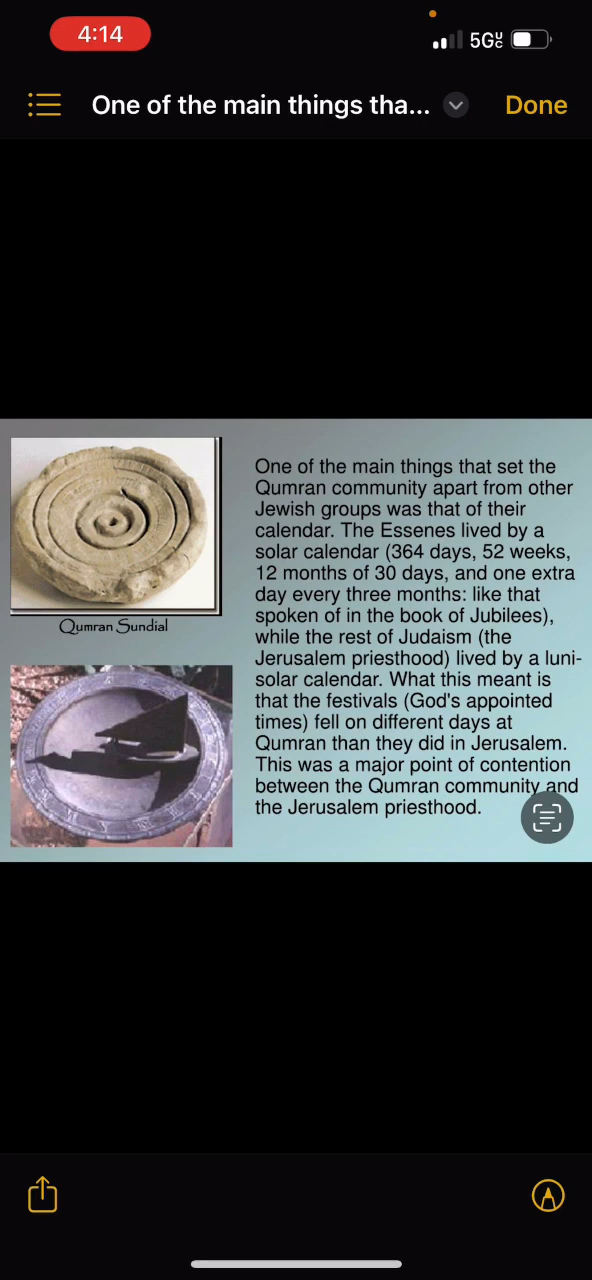 4:14
5G
One of the main things tha...
Done
One of the main things that set the
Qumran community apart from other
Jewish groups was that of their
calendar. The Essenes lived by a
solar calendar (364 days, 52 weeks,
12 months of 30 days, and one extra
day every three months: like that
spoken of in the book of Jubilees),
while the rest of Judaism (the
Jerusalem priesthood) lived by a luni-
solar calendar. What this meant is
that the festivals (God's appointed
times) fell on different days at
Qumran than they did in Jerusalem.
This was a major point of contention
between the Qumran community and
the Jerusalem priesthood.
Qumran Sundial